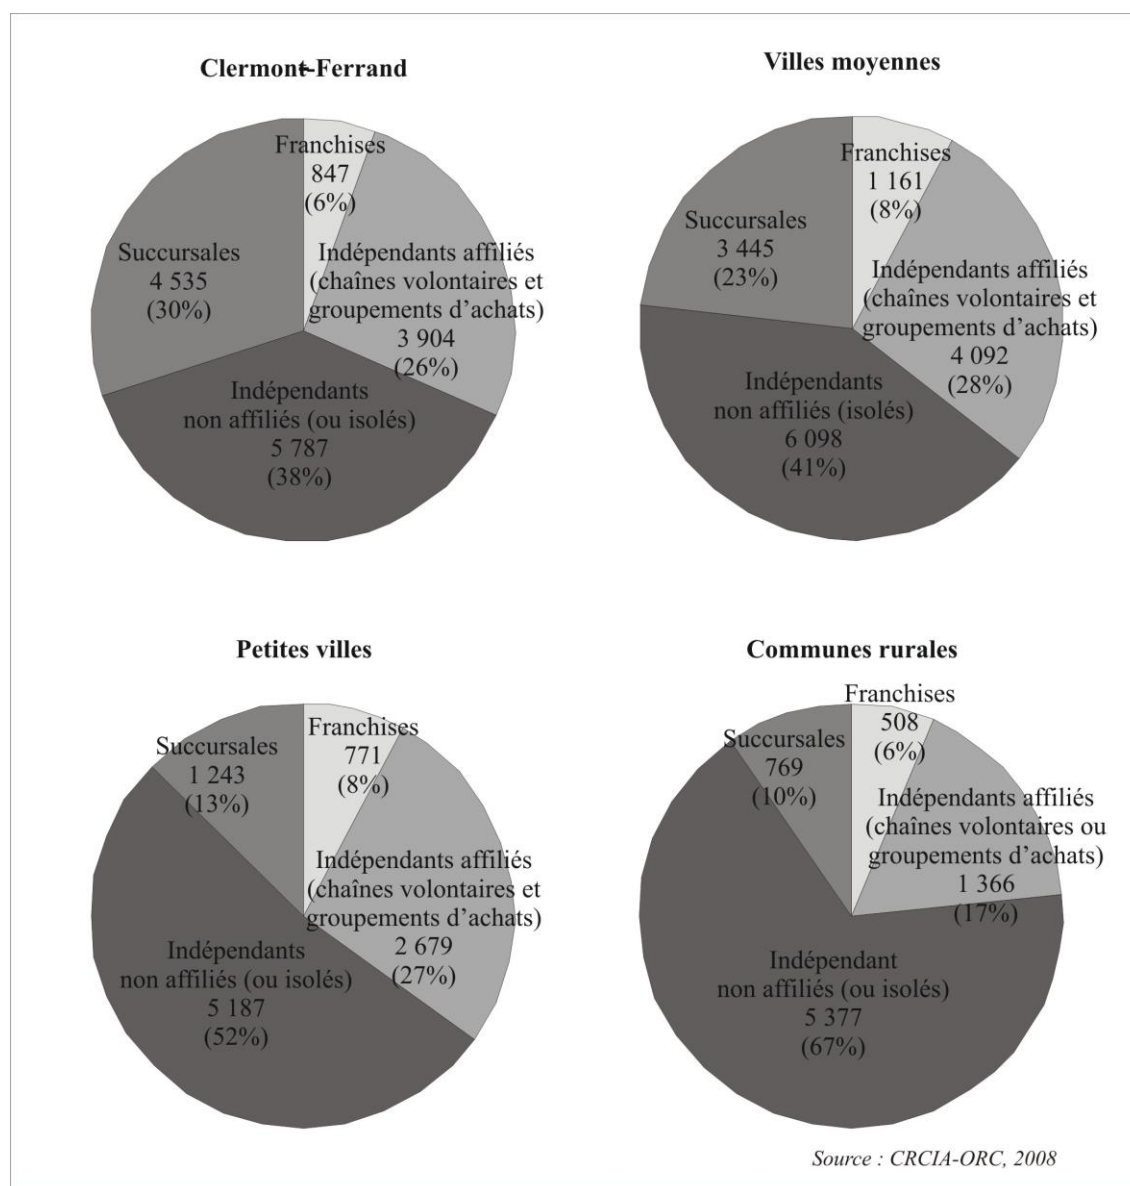 Clermont-Ferrand
Franchises
847
(6%)
Indépendants affiliés
(chaînes volontaires et
groupements d'achats)
3 904
(26%)
Indépendants
non affiliés (ou isolés)
5 787
(38%)
Succursales
4 535
(30%)
Villes moyennes
Franchises
1 161
(8%)
Indépendants affiliés
(chaînes volontaires et
groupements d'achats)
4 092
(28%)
Indépendants
non affiliés (isolés)
6 098
(41%)
Succursales
3 445
(23%)
Petites villes
Franchises
771
(8%)
Indépendants affiliés
(chaînes volontaires et
groupements d'achats)
2 679
(27%)
Indépendants
non affiliés (ou isolés)
5 187
(52%)
Succursales
1 243
(13%)
Communes rurales
Franchises
508
(6%)
Indépendants affiliés
(chaînes volontaires ou
groupements d'achats)
1 366
(17%)
Indépendant
non affiliés (ou isolés)
5 377
(67%)
Succursales
769
(10%)
Source : CRCIA-ORC, 2008